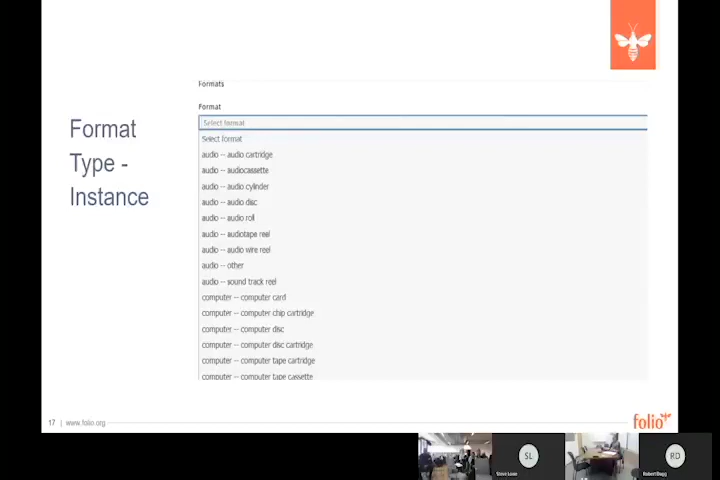 Format
Type -
Instance
Formats
Format
Select format
Select format
audio -- audio cartridge
audio -- audiocassette
audio -- audio cylinder
audio -- audio disc
audio -- audio roll
audio -- audiotape reel
audio -- audio wire reel
audio -- other
audio -- sound track reel
computer -- computer card
computer -- computer chip cartridge
computer -- computer disc
computer -- computer disc cartridge
computer -- computer tape cartridge
computer -- computer tape cassette
17 | www.folio.org
folio
SL
RD